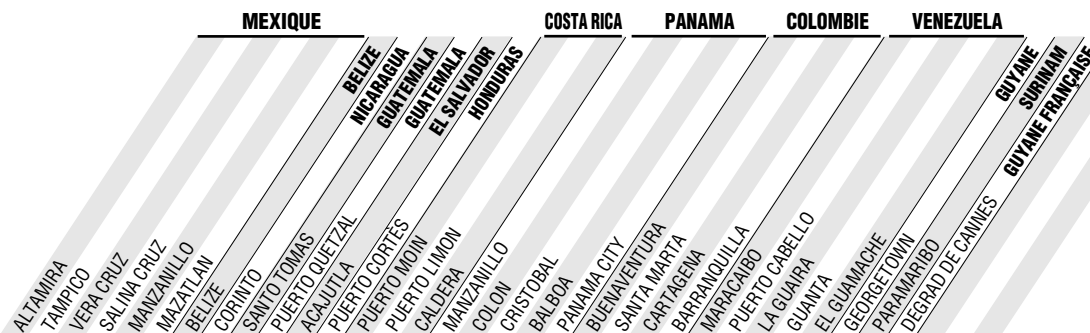 MEXIQUE
COSTA RICA
PANAMA
COLOMBIE
VENEZUELA
BELIZE
NICARAGUA
GUATEMALA
GUATEMALA
EL SALVADOR
HONDURAS
GUYANE
SURINAM
GUYANE FRANÇAISE
ALTAMIRA
TAMPICO
VERA CRUZ
SALINA CRUZ
MANZANILLO
MAZATLAN
BELIZE
CORINTO
SANTO TOMAS
PUERTO QUETZAL
ACAJUTLA
PUERTO CORTÈS
PUERTO MOIN
PUERTO LIMON
CALDERA
MANZANILLO
COLON
CRISTOBAL
BALBOA
PANAMA CITY
BUENAVENTURA
SANTA MARTA
CARTAGENA
BARRANQUILLA
MARACAIBO
PUERTO CABELLO
LA GUAIRA
GUANTA
EL GUAMACHE
GEORGETOWN
PARAMARIBO
DEGRAD DE CANNES